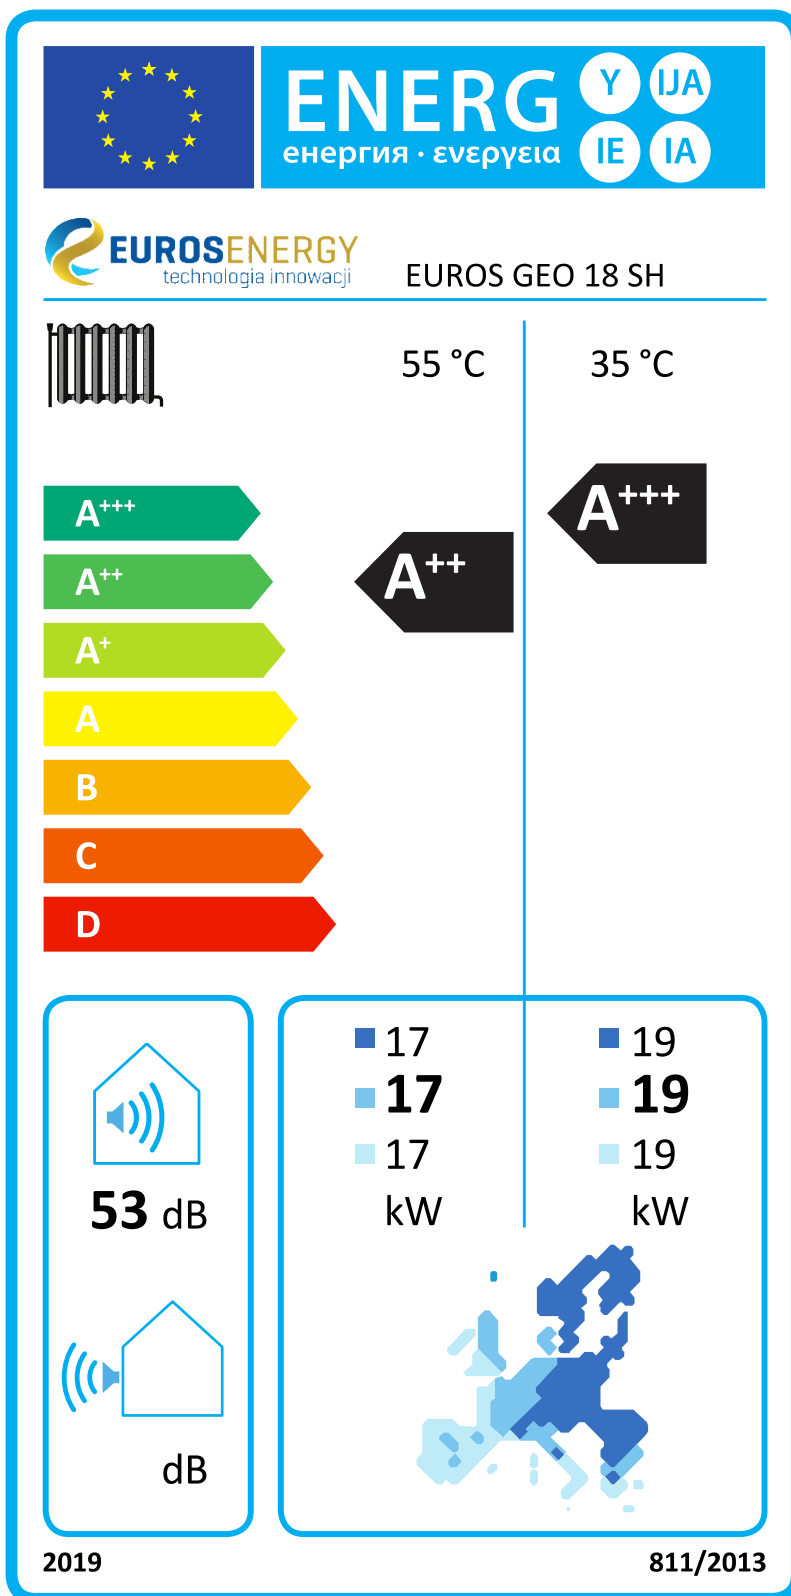 ENERG
Y IJA
енергия · ενεργεια
IE IA
EUROSENERGY
technologia innowacji
EUROS GEO 18 SH
55 °C 35 °C
A+++
A+++
A++
A++
A+
A
B
C
D
17 19
17 19
17 19
kW kW
53 dB
dB
2019 811/2013